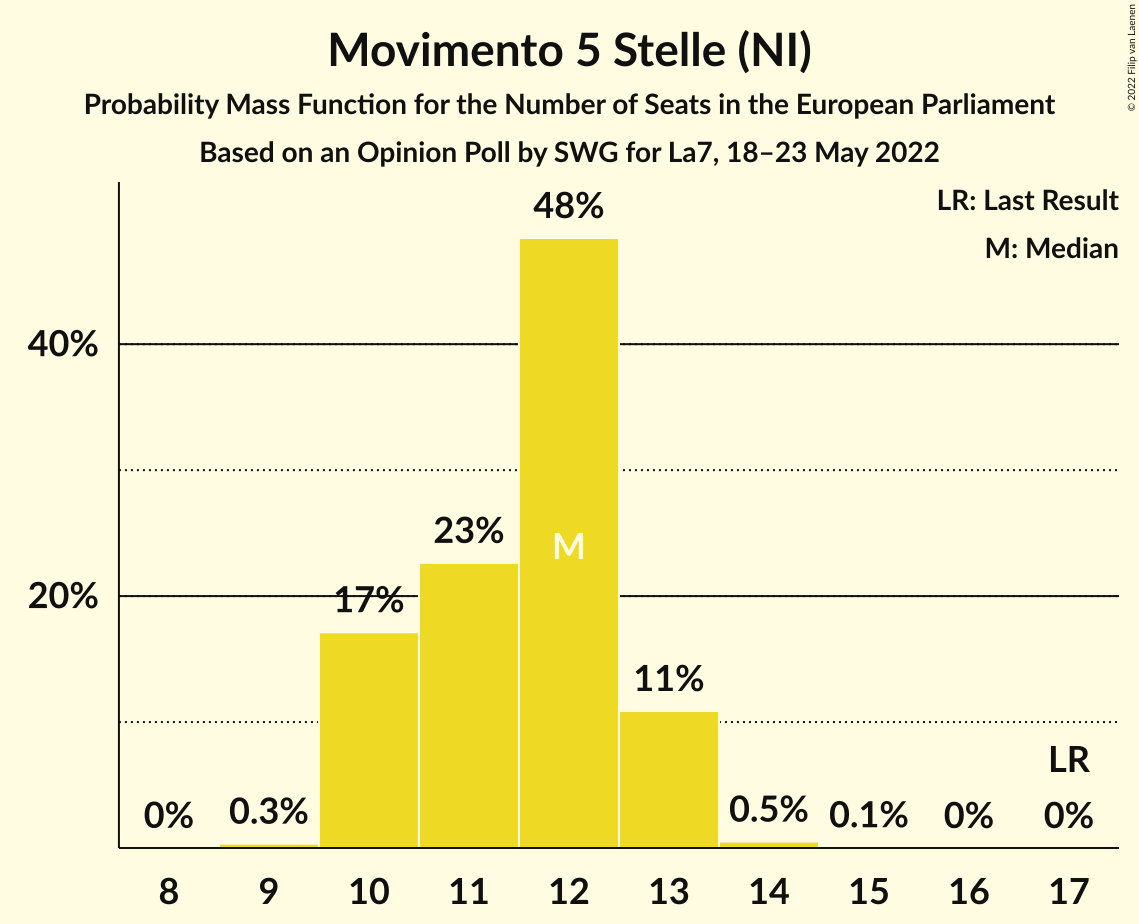 Movimento 5 Stelle (NI)
Probability Mass Function for the Number of Seats in the European Parliament
Based on an Opinion Poll by SWG for La7, 18–23 May 2022
© 2022 Filip van Laenen
LR: Last Result
M: Median
40%
20%
0%
0.3%
17%
23%
48%
M
11%
0.5%
0.1%
0%
LR
0%
8 9 10 11 12 13 14 15 16 17